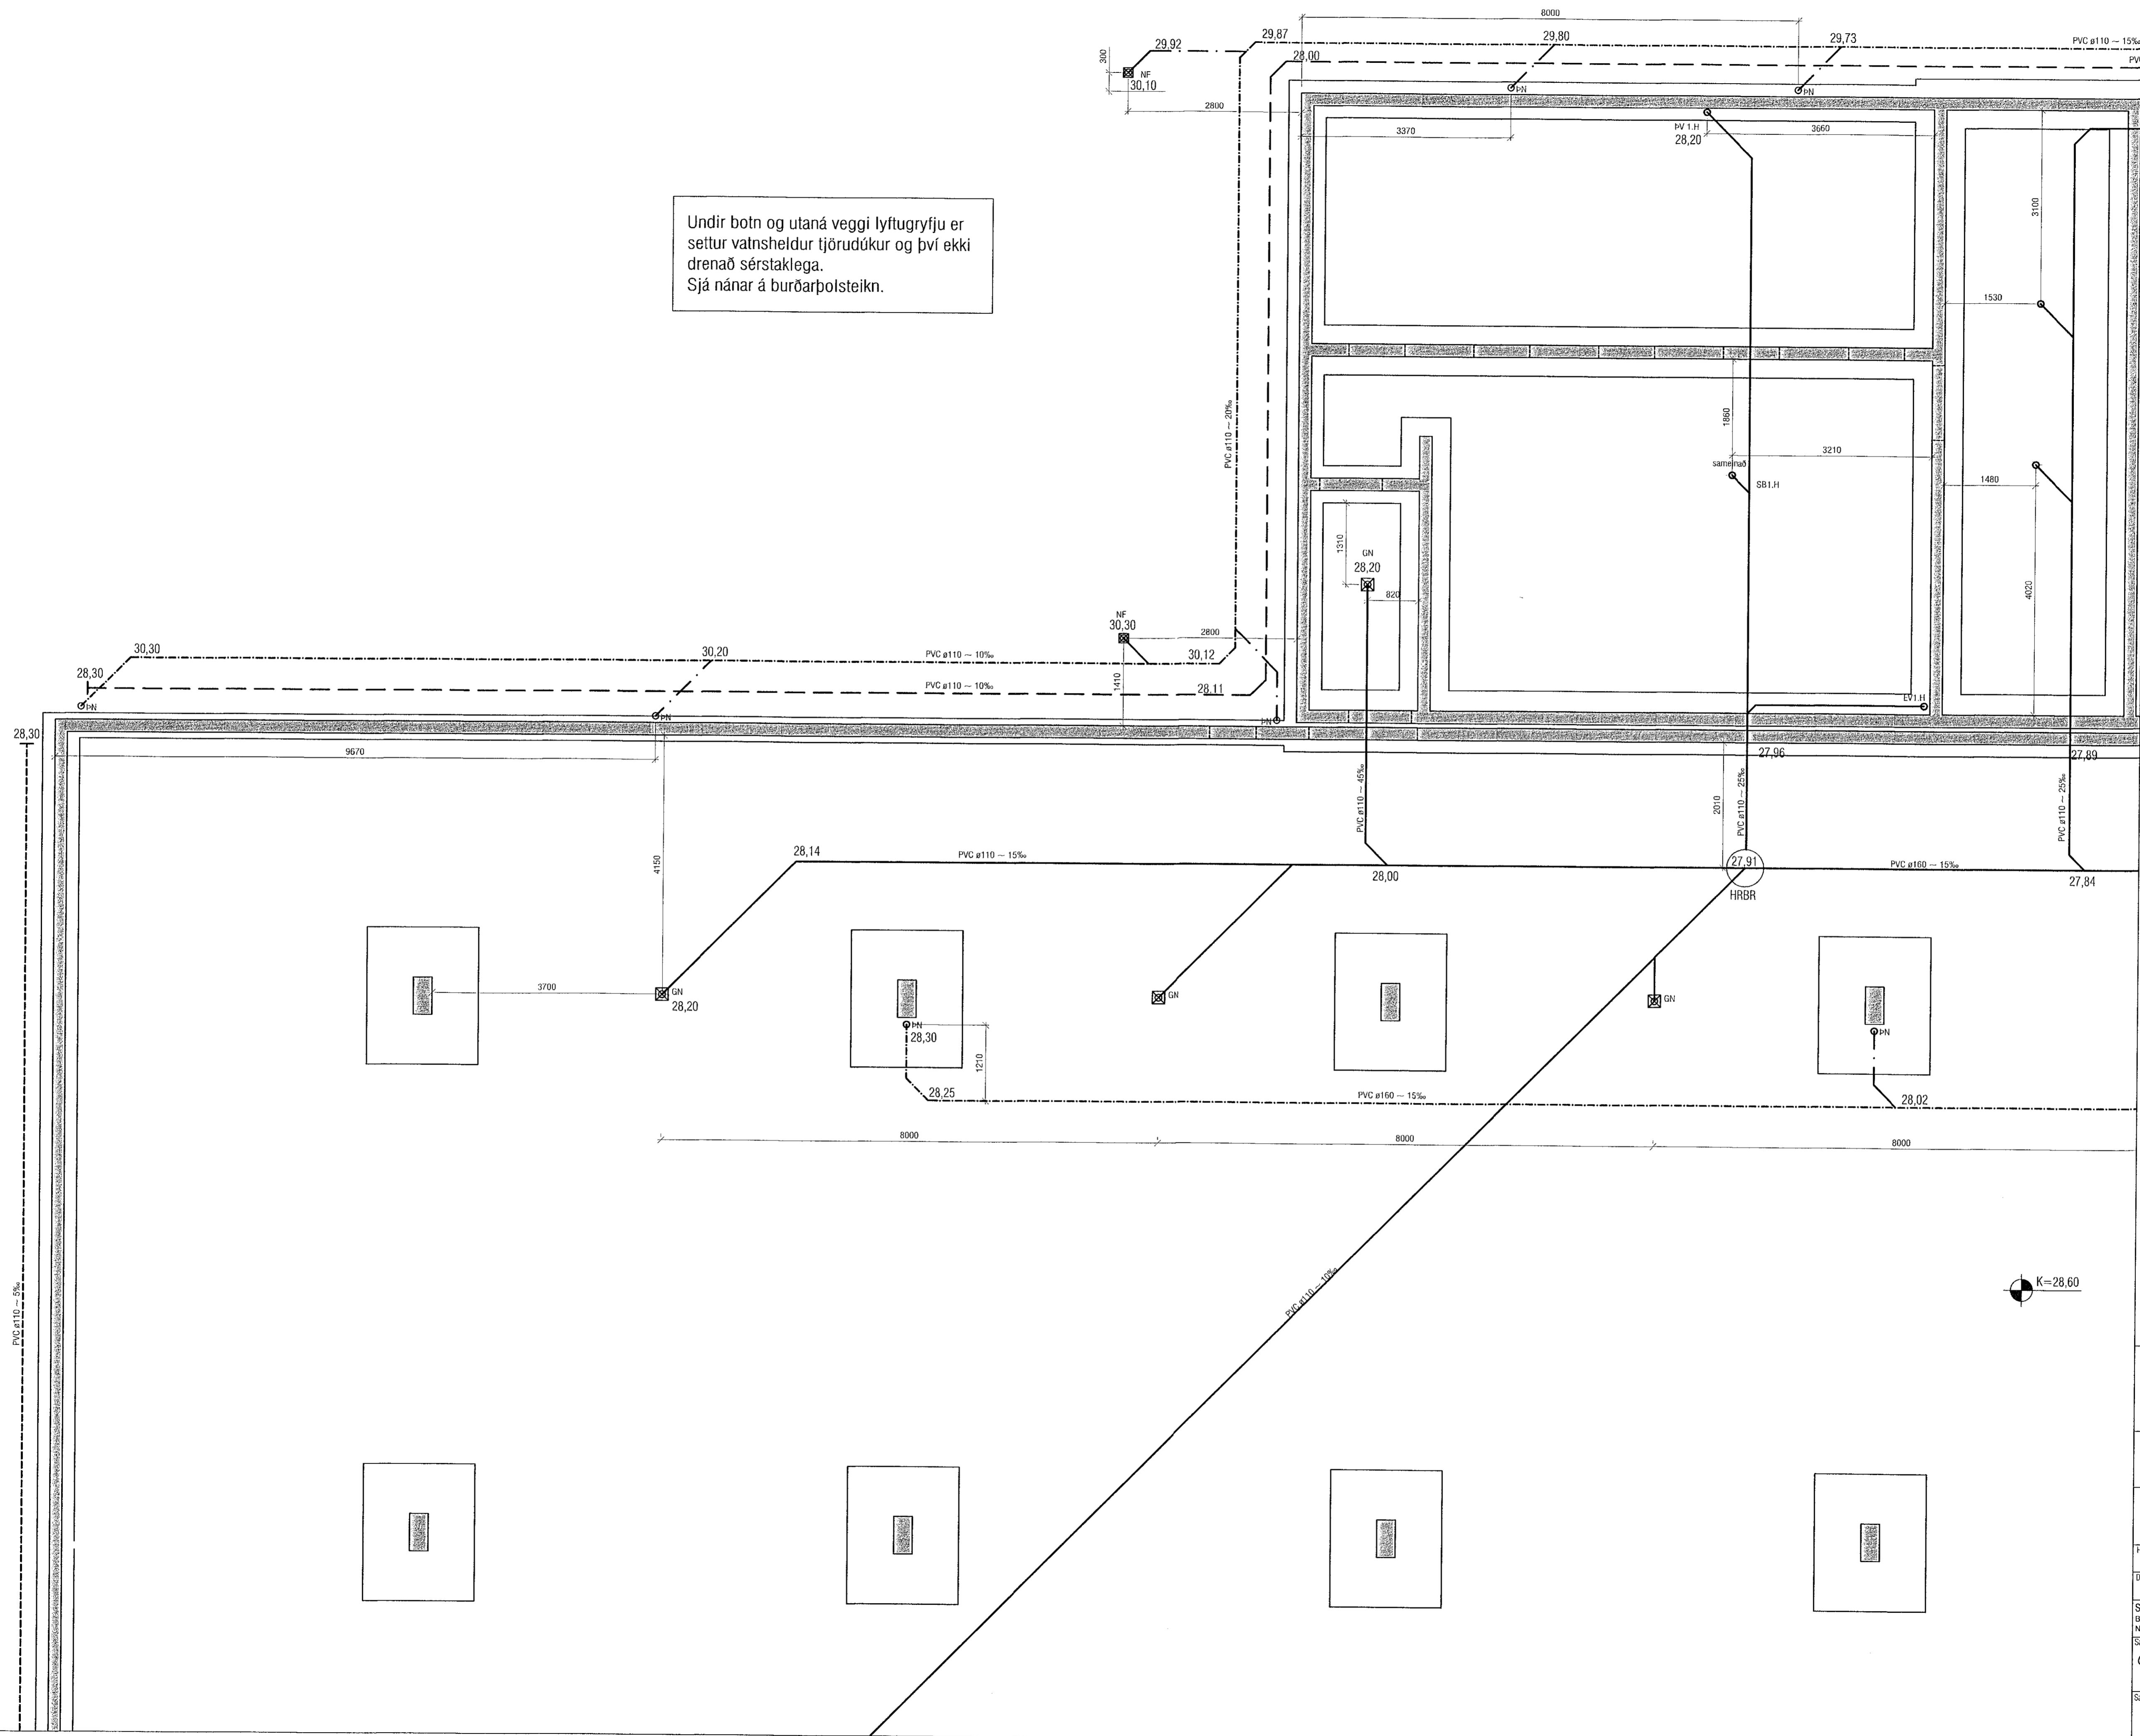 8000
29,92
29,87
29,80
29,73
PVC ø110 ~ 15‰
28,00
300
NF
30,10
ÞN
ÞN
2800
3370
ÞV 1.H
28,20
3660
Undir botn og utaná veggi lyftugryfju er
settur vatnsheldur tjörudúkur og því ekki
drenað sérstaklega.
Sjá nánar á burðarþolsteikn.
3100
1530
PVC ø110 ~ 20‰
1860
3210
sameinað
SB1.H
1480
1310
GN
28,20
820
4020
NF
30,30
2800
30,30
30,20
PVC ø110 ~ 10‰
30,12
28,30
PVC ø110 ~ 10‰
1410
28,11
ÞN
ÞN
ÞN
EV1.H
28,30
9670
27,96
27,89
PVC ø110 ~ 45‰
2010
PVC ø110 ~ 25‰
PVC ø110 ~ 25‰
4150
28,14
PVC ø110 ~ 15‰
28,00
27,91
HRBR
PVC ø160 ~ 15‰
27,84
3700
GN
28,20
GN
GN
ÞN
28,30
ÞN
1210
28,25
PVC ø160 ~ 15‰
28,02
8000
8000
8000
PVC ø110 ~ 5‰
PVC ø110 ~ 10‰
K=28,60